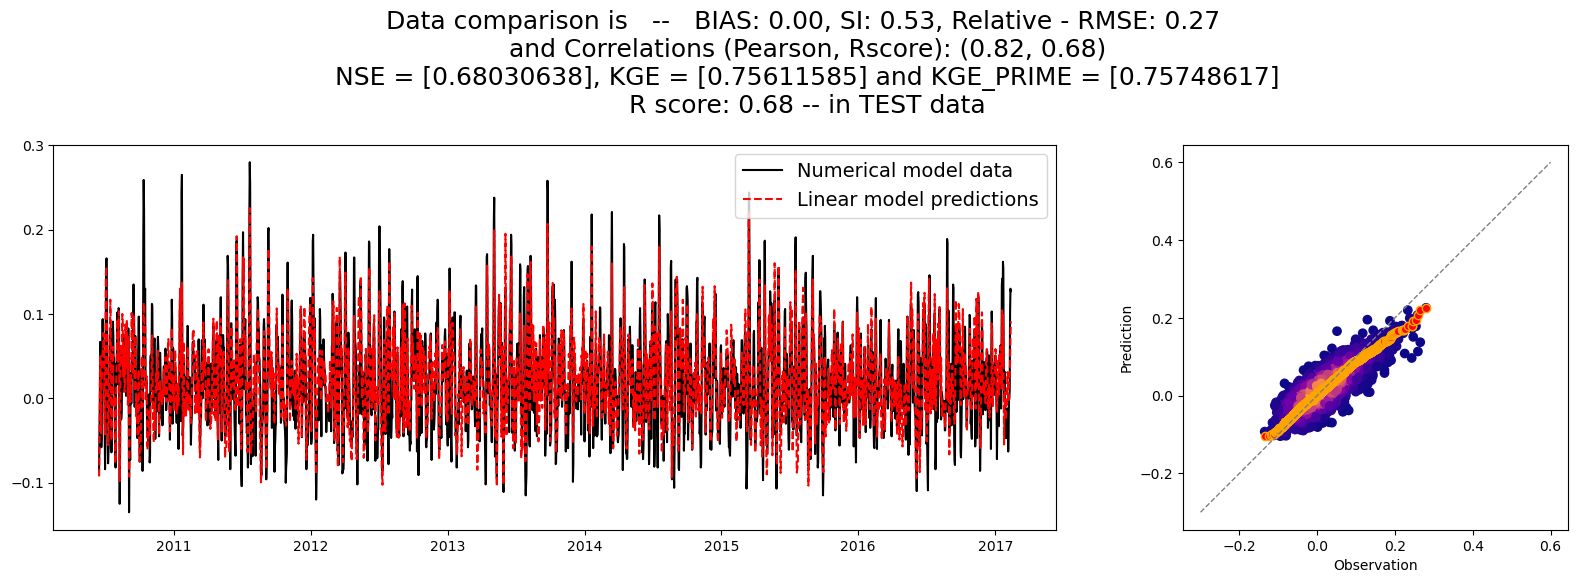 Data comparison is   --   BIAS: 0.00, SI: 0.53, Relative - RMSE: 0.27
and Correlations (Pearson, Rscore): (0.82, 0.68)
NSE = [0.68030638], KGE = [0.75611585] and KGE_PRIME = [0.75748617]
R score: 0.68 -- in TEST data
0.3
0.2
0.1
0.0
−0.1
2011
2012
2013
2014
2015
2016
2017
Numerical model data
Linear model predictions
Prediction
0.6
0.4
0.2
0.0
−0.2
−0.2
0.0
0.2
0.4
0.6
Observation